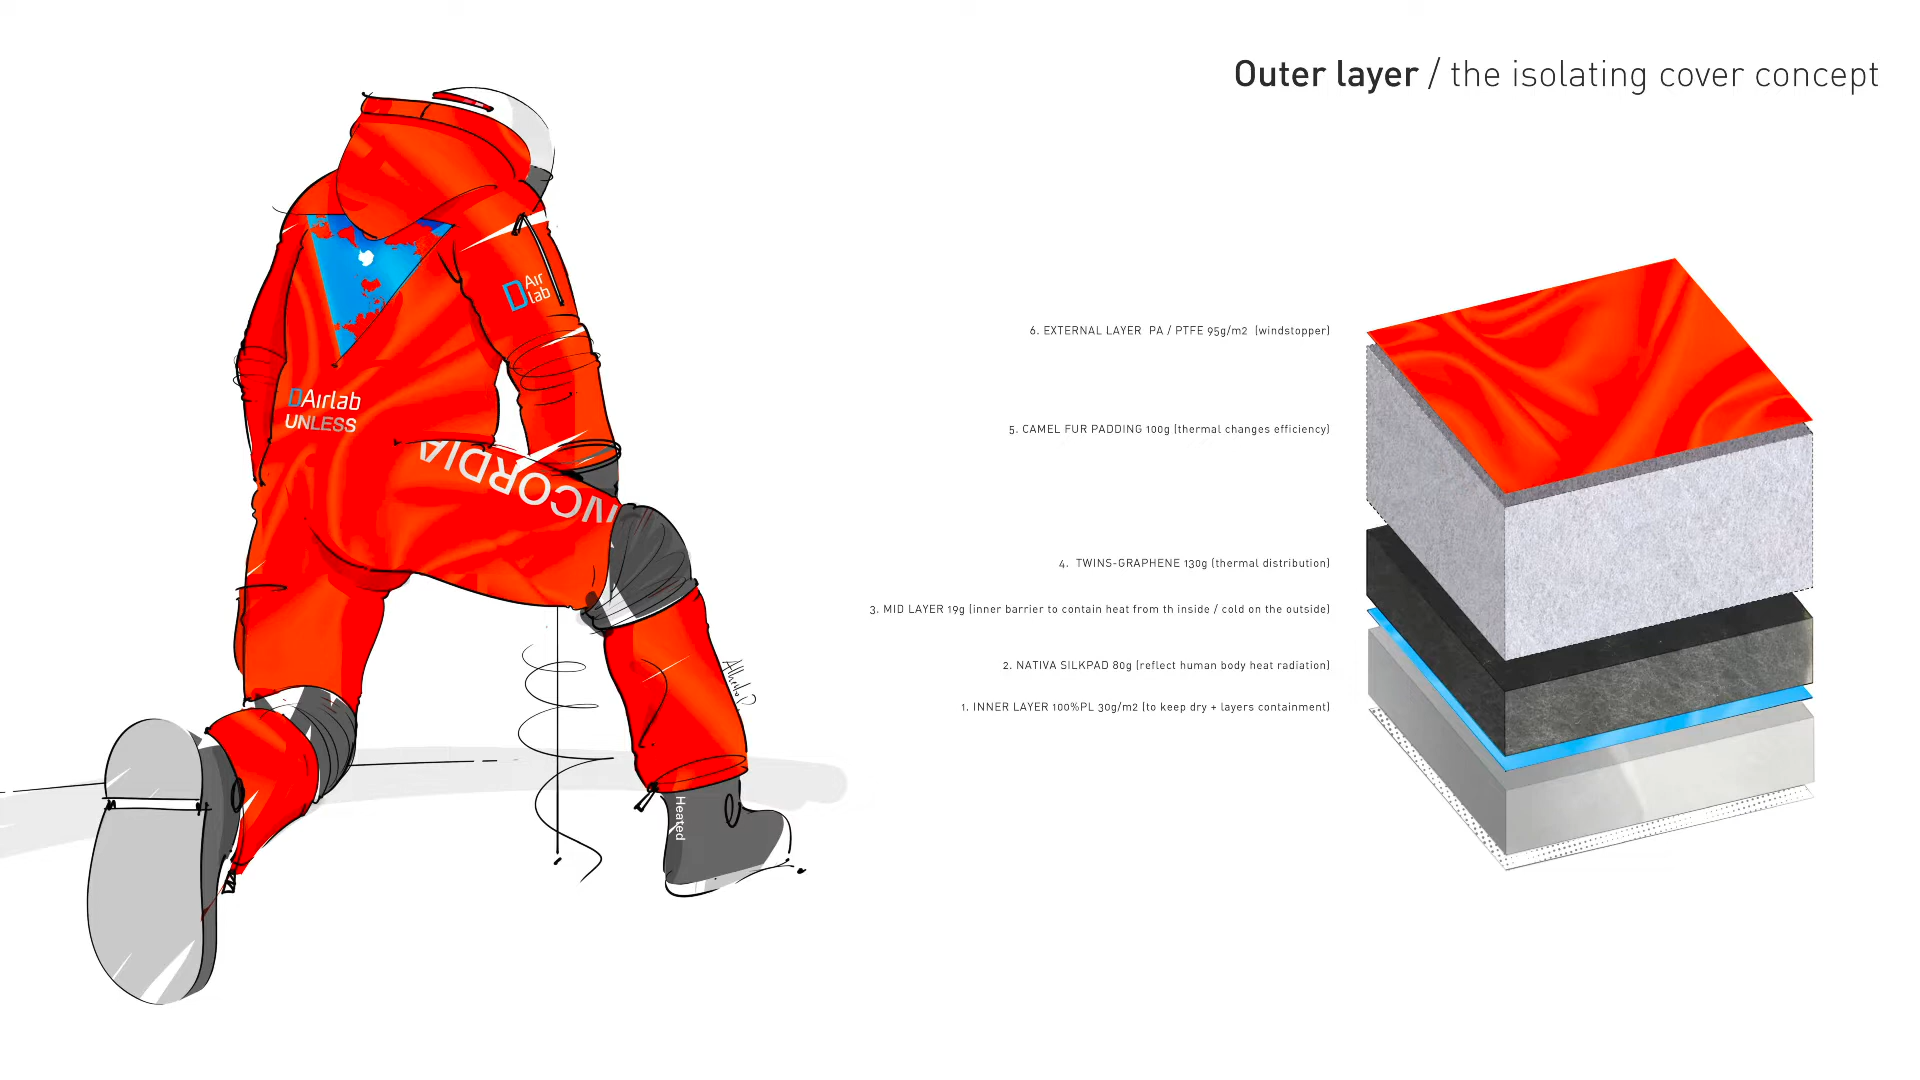 Outer layer / the isolating cover concept
Air
lab
DAirlab
UNLESS
NCORDIA
6. EXTERNAL LAYER PA / PTFE 95g/m2 (windstopper)
5. CAMEL FUR PADDING 100g (thermal changes efficiency)
4. TWINS-GRAPHENE 130g (thermal distribution)
3. MID LAYER 19g (inner barrier to contain heat from th inside / cold on the outside)
2. NATIVA SILKPAD 80g (reflect human body heat radiation)
1. INNER LAYER 100%PL 30g/m2 (to keep dry + layers containment)
Heated